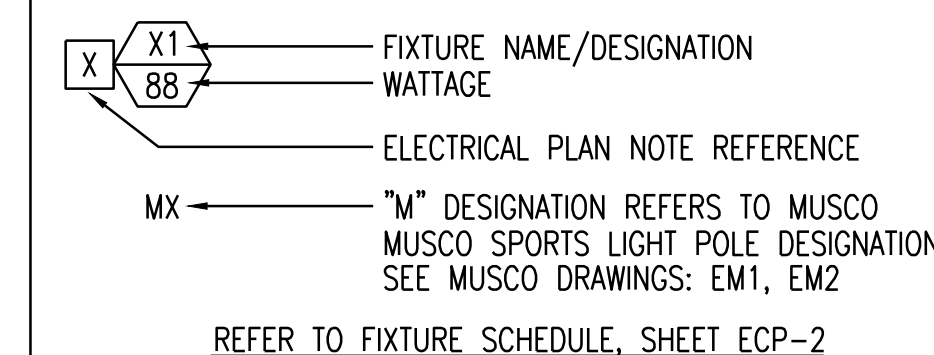 X1
X
88
FIXTURE NAME/DESIGNATION
WATTAGE
ELECTRICAL PLAN NOTE REFERENCE
MX
"M" DESIGNATION REFERS TO MUSCO
MUSCO SPORTS LIGHT POLE DESIGNATION
SEE MUSCO DRAWINGS: EM1, EM2
REFER TO FIXTURE SCHEDULE, SHEET ECP-2